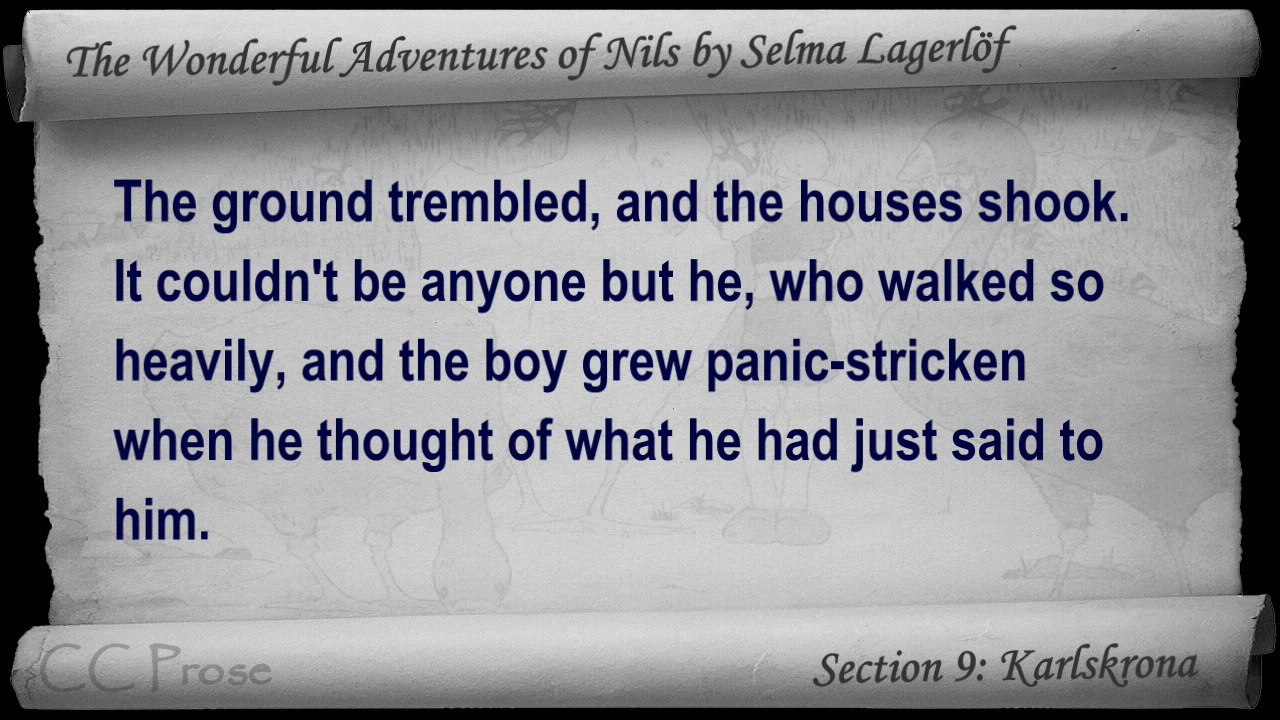 The Wonderful Adventures of Nils by Selma Lagerlöf
The ground trembled, and the houses shook.
It couldn't be anyone but he, who walked so
heavily, and the boy grew panic-stricken
when he thought of what he had just said to
him.
CC Prose
Section 9: Karlskrona